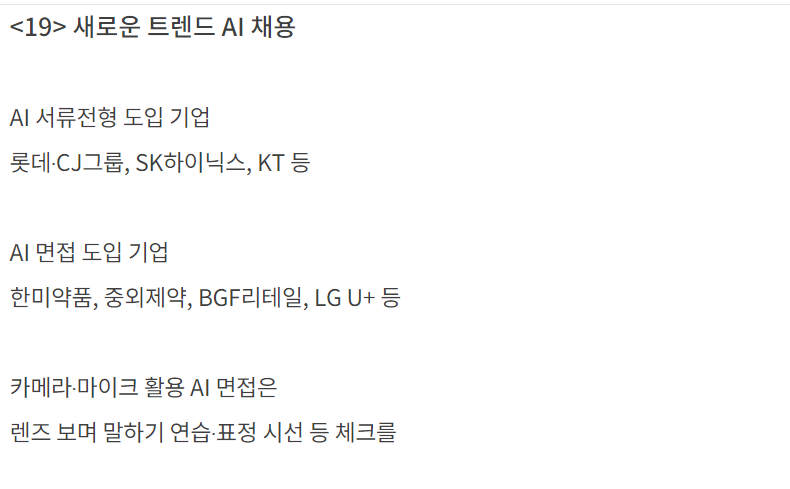 <19> 새로운 트렌드 AI 채용
AI 서류전형 도입 기업
롯데·CJ그룹, SK하이닉스, KT 등
AI 면접 도입 기업
한미약품, 중외제약, BGF리테일, LG U+ 등
카메라·마이크 활용 AI 면접은
렌즈 보며 말하기 연습·표정 시선 등 체크를